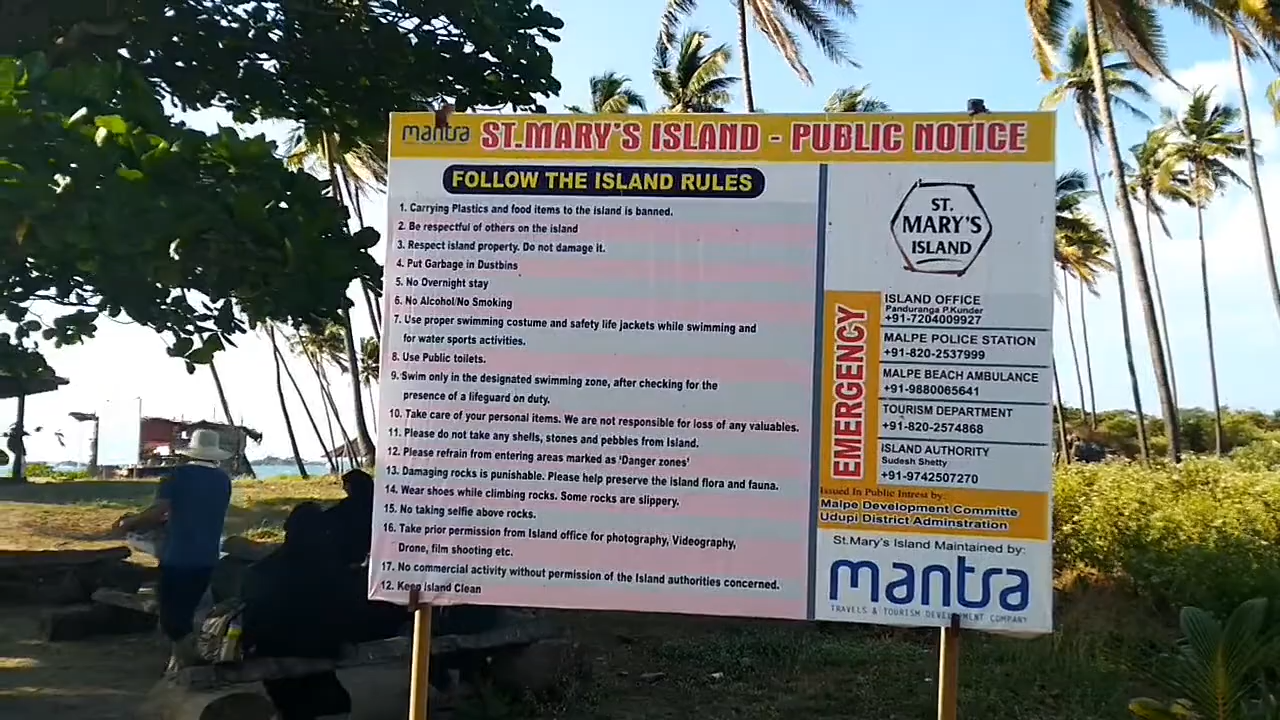 mantra ST.MARY'S ISLAND - PUBLIC NOTICE
FOLLOW THE ISLAND RULES
1. Carrying Plastics and food items to the island is banned.
2. Be respectful of others on the island
3. Respect island property. Do not damage it.
4. Put Garbage in Dustbins
5. No Overnight stay
6. No Alcohol/No Smoking
7. Use proper swimming costume and safety life jackets while swimming and
for water sports activities.
8. Use Public toilets.
9. Swim only in the designated swimming zone, after checking for the
presence of a lifeguard on duty.
10. Take care of your personal items. We are not responsible for loss of any valuables.
11. Please do not take any shells, stones and pebbles from Island.
12. Please refrain from entering areas marked as 'Danger zones'
13. Damaging rocks is punishable. Please help preserve the island flora and fauna.
14. Wear shoes while climbing rocks. Some rocks are slippery.
15. No taking selfie above rocks.
16. Take prior permission from Island office for photography, Videography,
Drone, film shooting etc.
17. No commercial activity without permission of the Island authorities concerned.
12. Keep island Clean
ST.
MARY'S
ISLAND
EMERGENCY
ISLAND OFFICE
Panduranga P.Kunder
+91-7204009927
MALPE POLICE STATION
+91-820-2537999
MALPE BEACH AMBULANCE
+91-9880065641
TOURISM DEPARTMENT
+91-820-2574868
ISLAND AUTHORITY
Sudesh Shetty
+91-9742507270
Issued In Public Intrest by:
Malpe Development Committe
Udupi District Adminstration
St.Mary's Island Maintained by:
mantra
TRAVELS & TOURISM DEVELOPMENT COMPANY